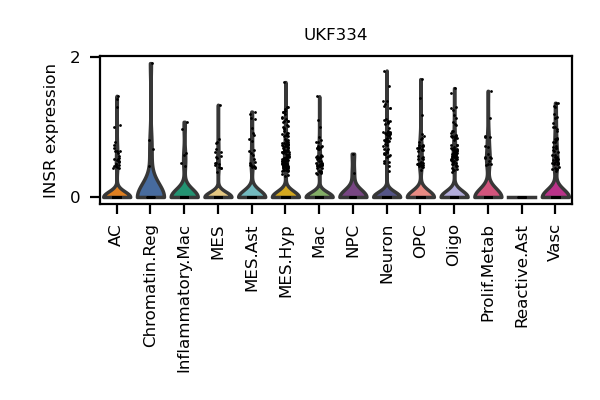 UKF334
INSR expression
2
0
AC
Chromatin.Reg
Inflammatory.Mac
MES
MES.Ast
MES.Hyp
Mac
NPC
Neuron
OPC
Oligo
Prolif.Metab
Reactive.Ast
Vasc